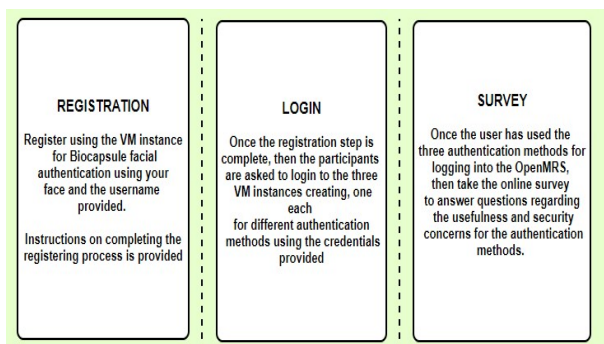 REGISTRATION
Register using the VM instance
for Biocapsule facial
authentication using your
face and the username
provided.
Instructions on completing the
registering process is provided
LOGIN
Once the registration step is
complete, then the participants
are asked to login to the three
VM instances creating, one
each
for different authentication
methods using the credentials
provided
SURVEY
Once the user has used the
three authentication methods for
logging into the OpenMRS,
then take the online survey
to answer questions regarding
the usefulness and security
concerns for the authentication
methods.